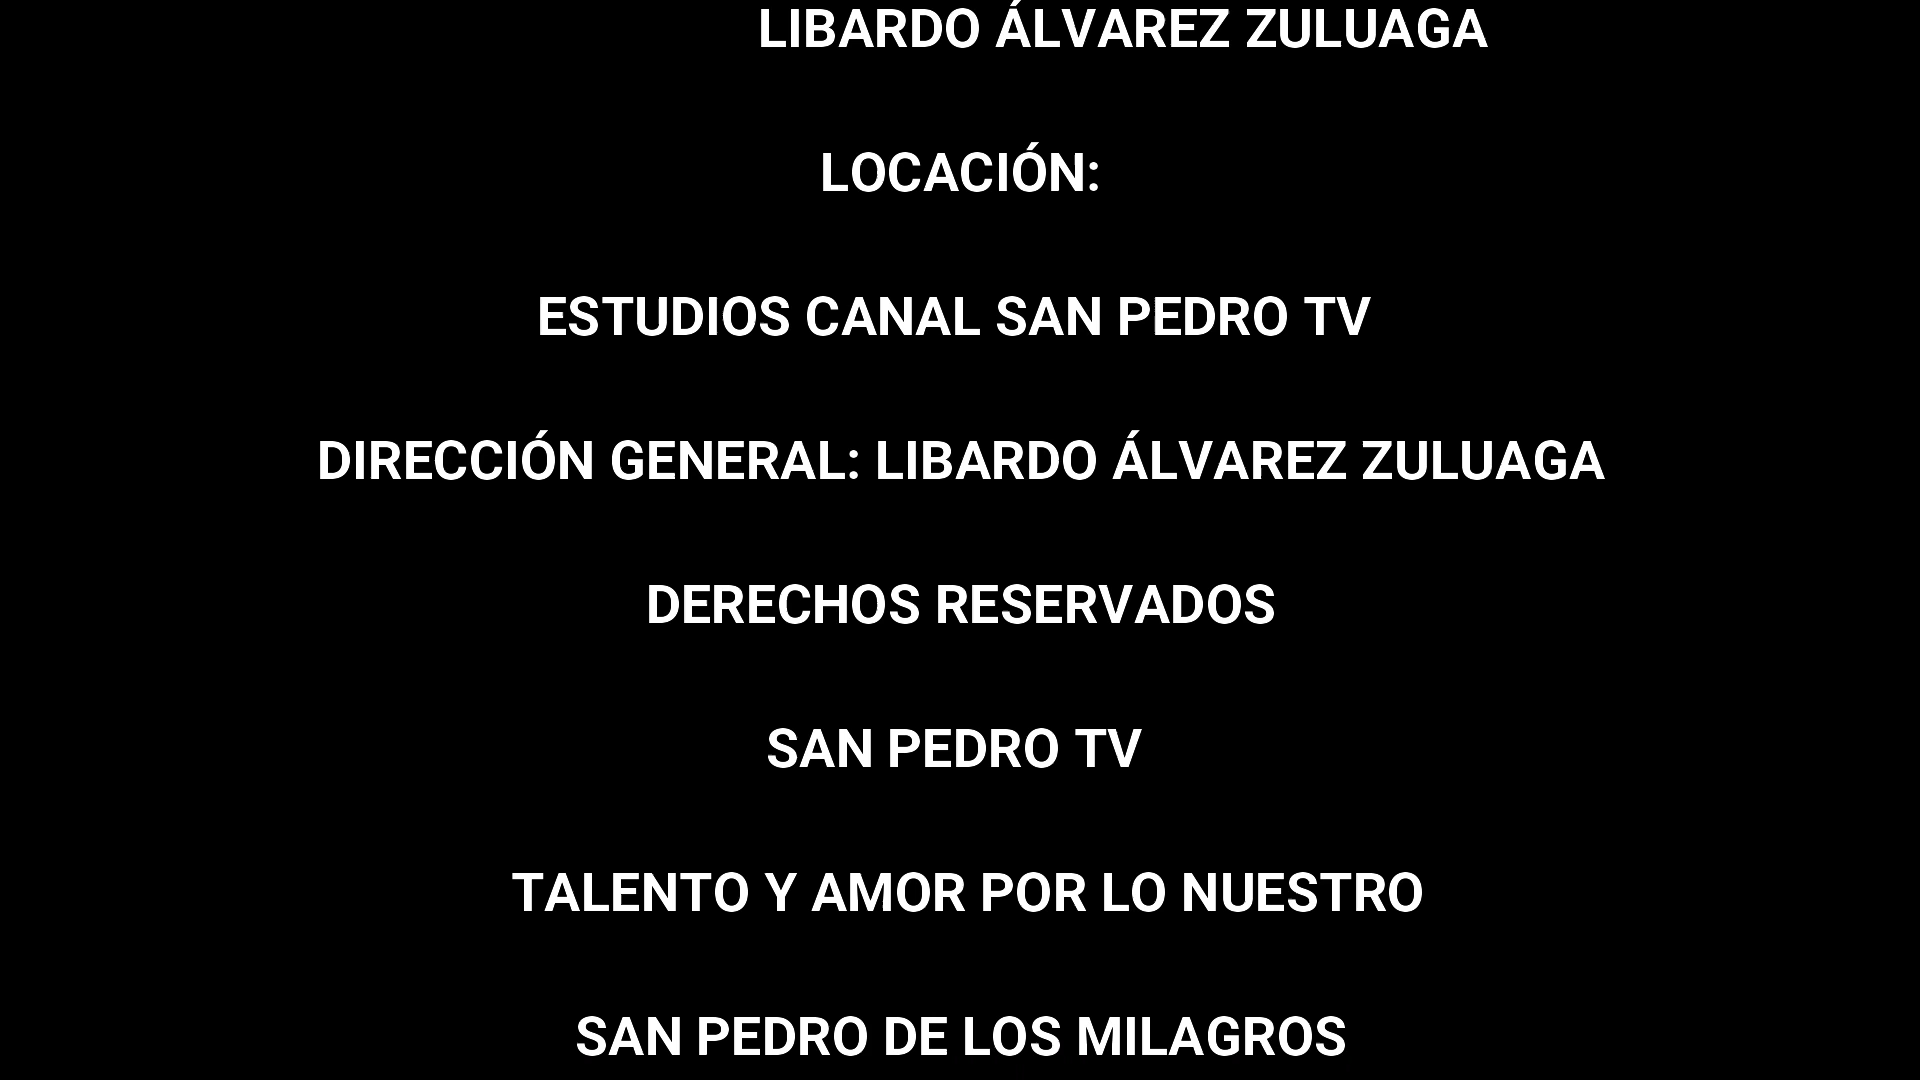 LIBARDO ÁLVAREZ ZULUAGA
LOCACIÓN:
ESTUDIOS CANAL SAN PEDRO TV
DIRECCIÓN GENERAL: LIBARDO ÁLVAREZ ZULUAGA
DERECHOS RESERVADOS
SAN PEDRO TV
TALENTO Y AMOR POR LO NUESTRO
SAN PEDRO DE LOS MILAGROS